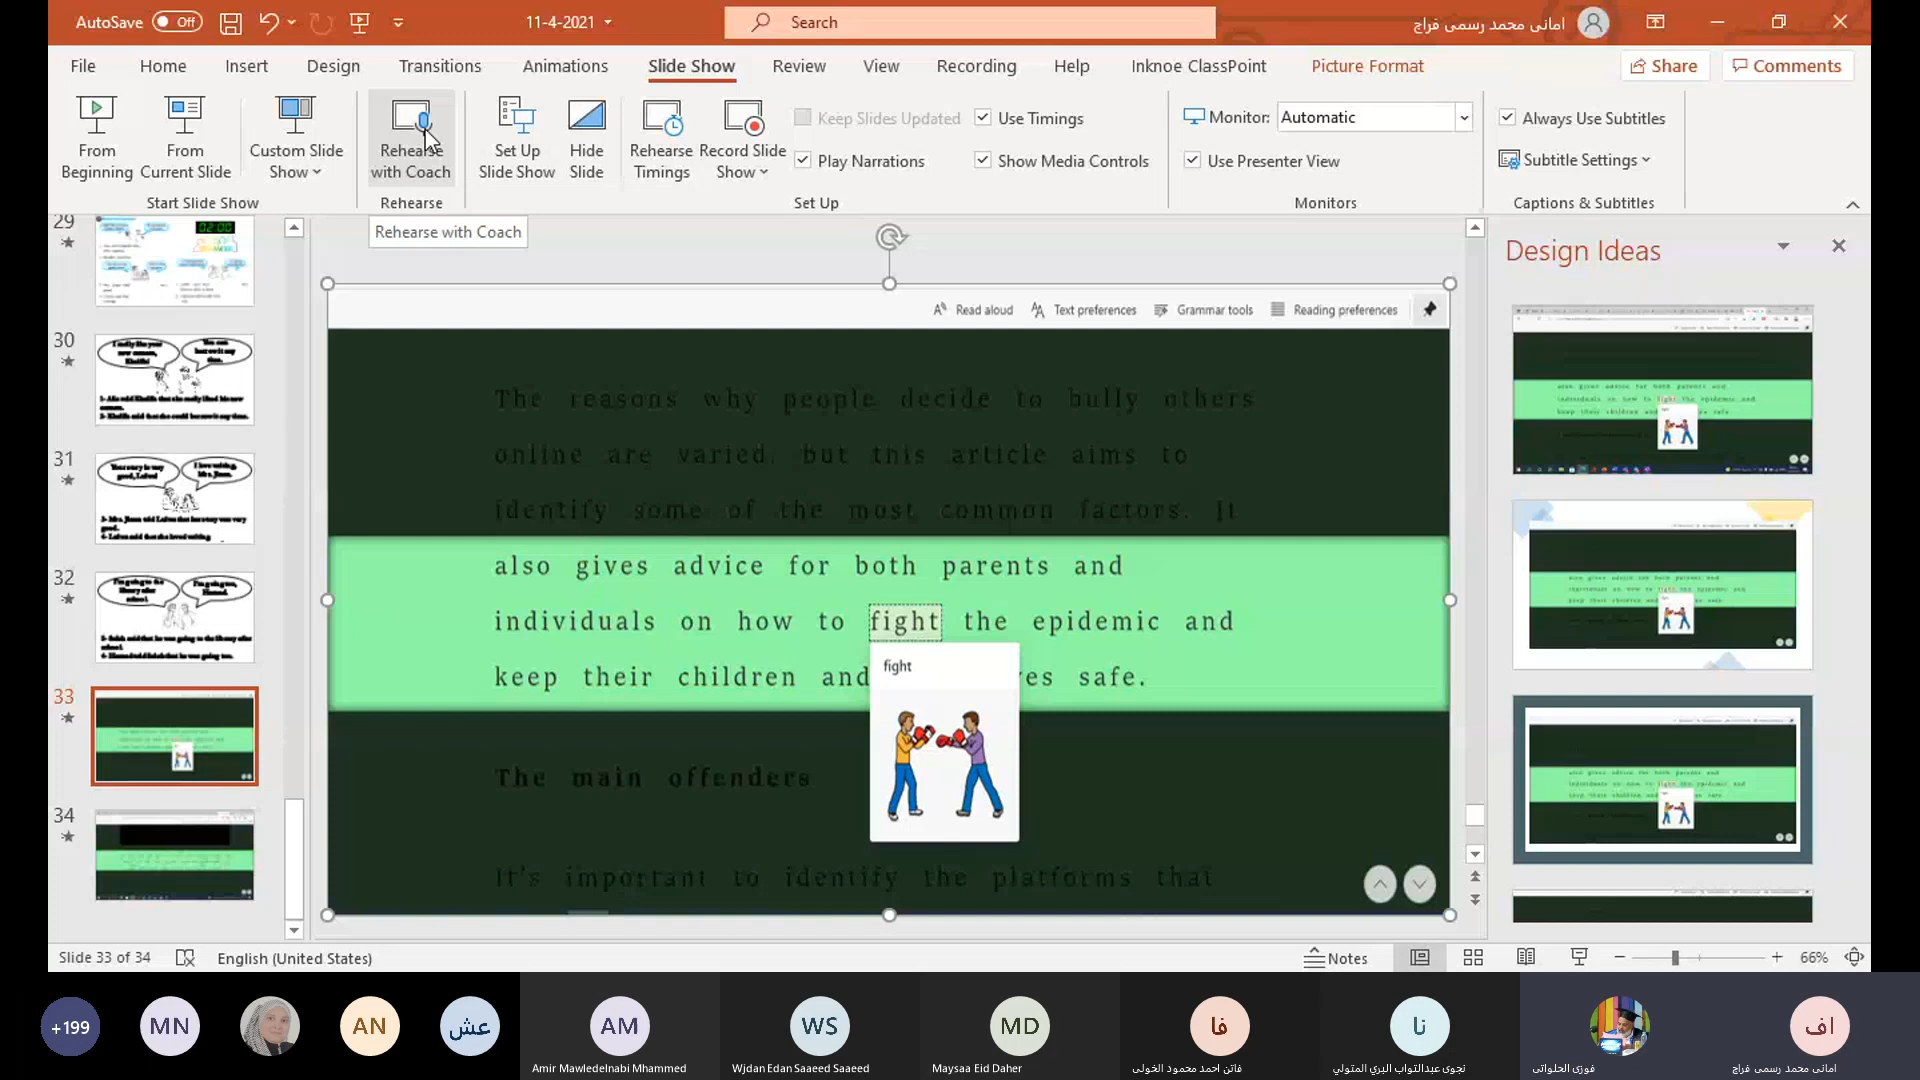 AutoSave Off
11-4-2021
Search
امانى محمد رسمى فراج
File Home Insert Design Transitions Animations Slide Show Review View Recording Help Inknoe ClassPoint Picture Format
Share Comments
From Beginning
From Current Slide
Custom Slide Show
Start Slide Show
Rehearse with Coach
Rehearse
Set Up Slide Show
Hide Slide
Rehearse Timings
Record Slide Show
Keep Slides Updated
Play Narrations
Use Timings
Show Media Controls
Set Up
Monitor: Automatic
Use Presenter View
Monitors
Always Use Subtitles
Subtitle Settings
Captions & Subtitles
Rehearse with Coach
29
02:00
30
31
32
33
34
Read aloud Text preferences Grammar tools Reading preferences
The reasons why people decide to bully others
online are varied, but this article aims to
identify some of the most common factors. It
also gives advice for both parents and
individuals on how to fight the epidemic and
keep their children and
safe.
fight
The main offenders
It's important to identify the platforms that
Design Ideas
Slide 33 of 34
English (United States)
Notes
66%
+199
MN
AN
عش
AM
Amir Mawledelnabi Mhammed
WS
Wjdan Edan Saaeed Saaeed
MD
Maysaa Eid Daher
فا
فاتن احمد محمود الخولى
نا
نجوى عبدالتواب البري المتولي
فوزى الحلواتى
اف
امانى محمد رسمى فراج